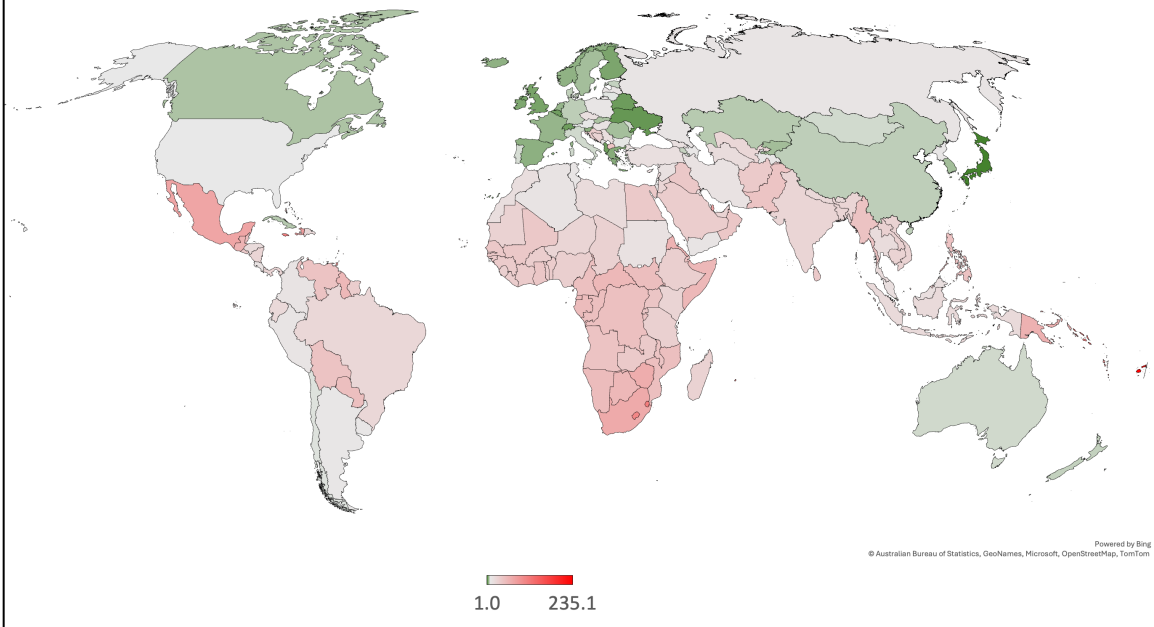 Powered by Bing
© Australian Bureau of Statistics, GeoNames, Microsoft, OpenStreetMap, TomTom
1.0 235.1